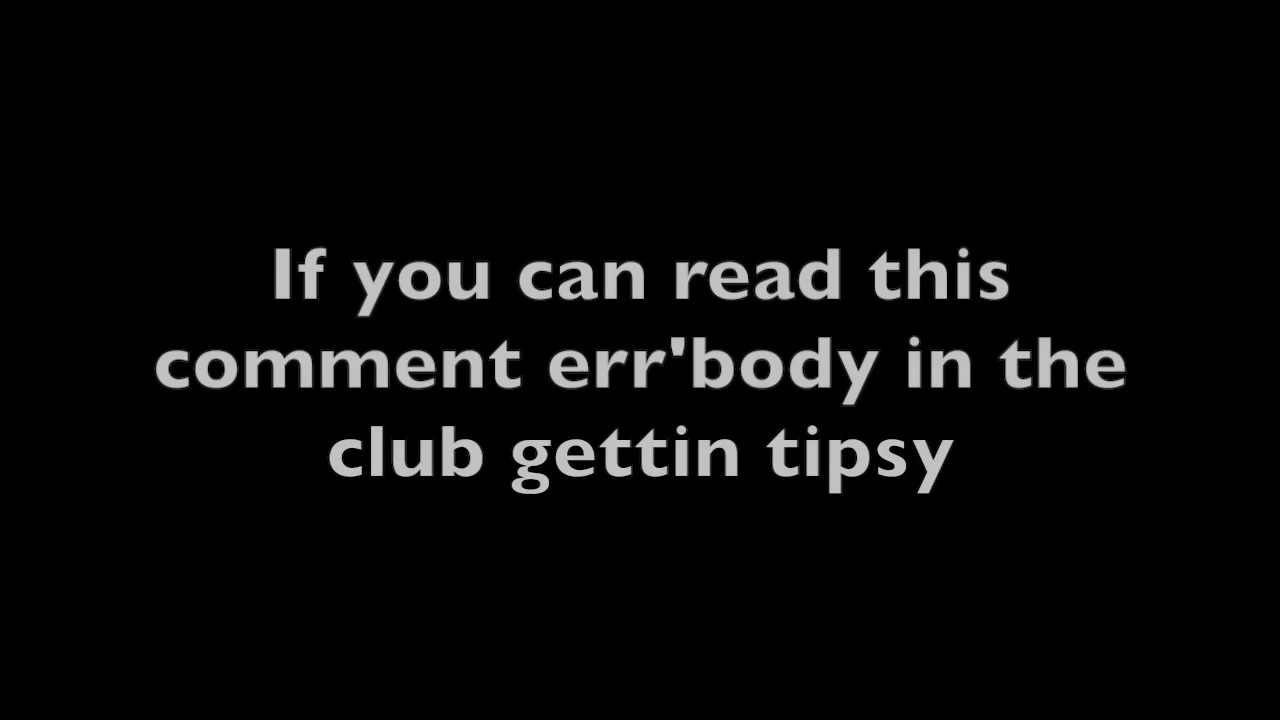 If you can read this
comment err'body in the
club gettin tipsy